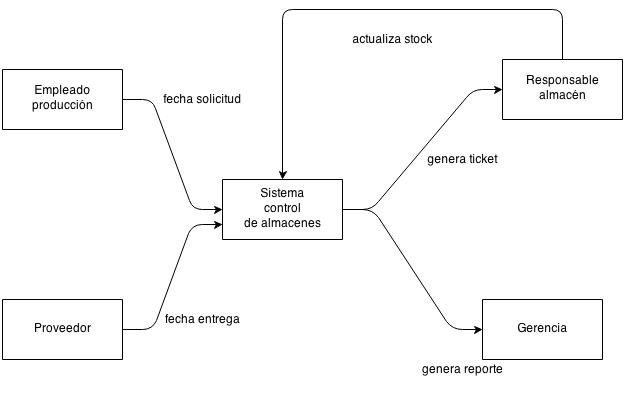 actualiza stock
Empleado
producción
fecha solicitud
Responsable
almacén
genera ticket
Sistema
control
de almacenes
Proveedor
fecha entrega
Gerencia
genera reporte